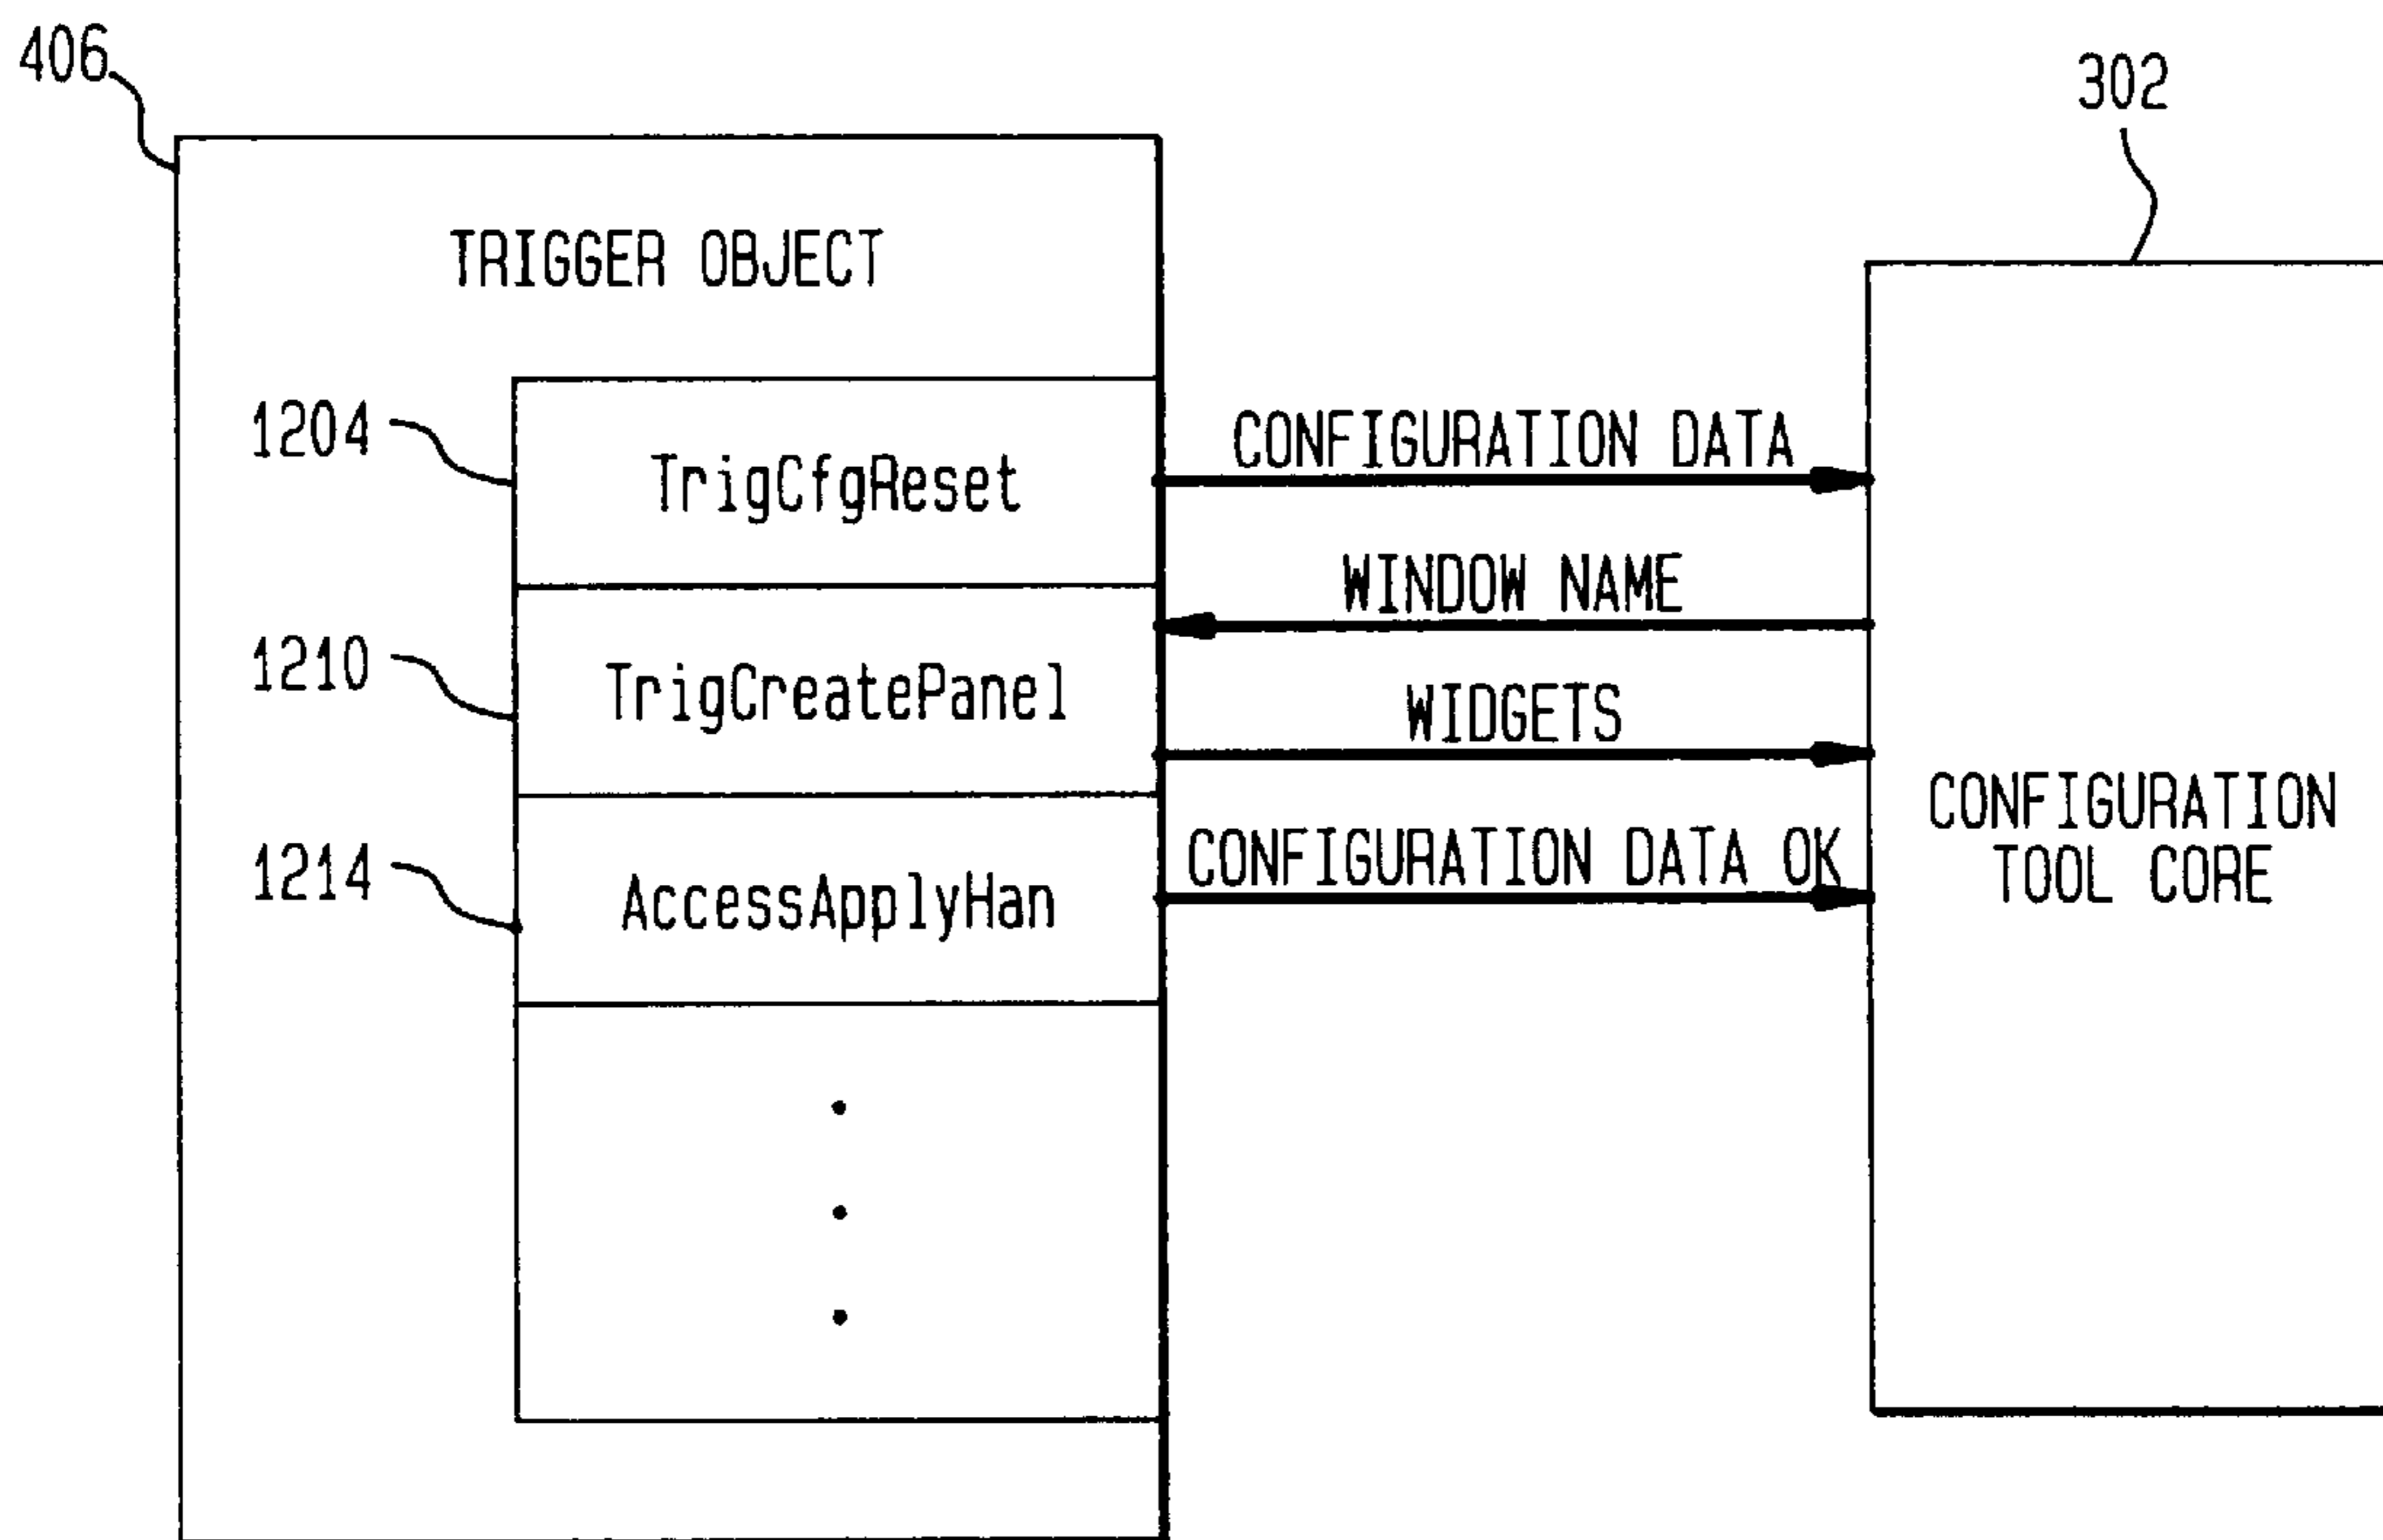 406
302
TRIGGER OBJECT
1204
TrigCfgReset
CONFIGURATION DATA
WINDOW NAME
1210
TrigCreatePanel
WIDGETS
1214
AccessApplyHan
CONFIGURATION DATA OK
CONFIGURATION
TOOL CORE